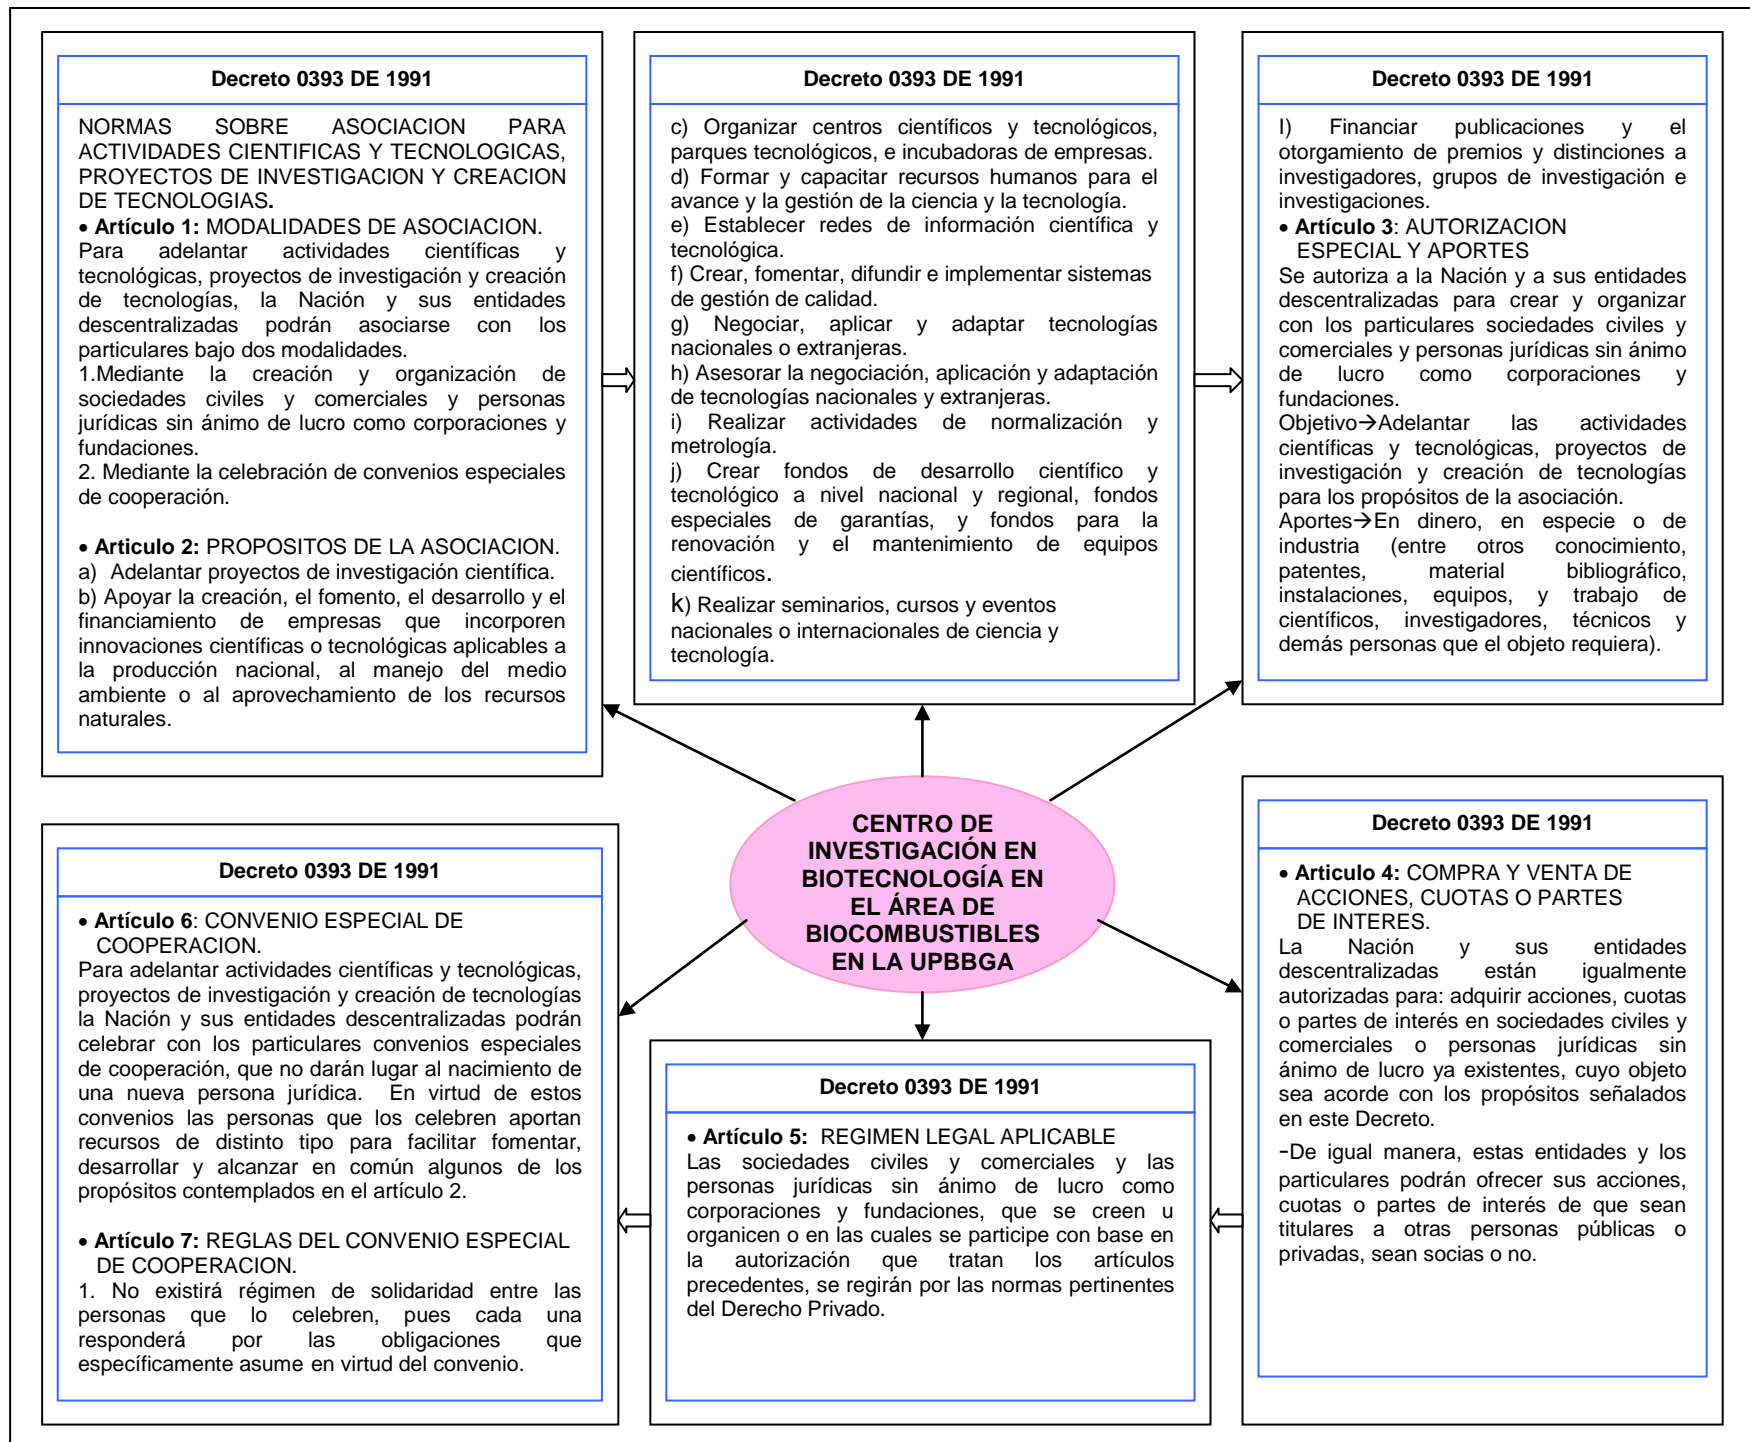 Decreto 0393 DE 1991
NORMAS SOBRE ASOCIACION PARA
ACTIVIDADES CIENTIFICAS Y TECNOLOGICAS,
PROYECTOS DE INVESTIGACION Y CREACION
DE TECNOLOGIAS.
• Artículo 1: MODALIDADES DE ASOCIACION.
Para adelantar actividades científicas y
tecnológicas, proyectos de investigación y creación
de tecnologías, la Nación y sus entidades
descentralizadas podrán asociarse con los
particulares bajo dos modalidades.
1.Mediante la creación y organización de
sociedades civiles y comerciales y personas
jurídicas sin ánimo de lucro como corporaciones y
fundaciones.
2. Mediante la celebración de convenios especiales
de cooperación.
• Articulo 2: PROPOSITOS DE LA ASOCIACION.
a) Adelantar proyectos de investigación científica.
b) Apoyar la creación, el fomento, el desarrollo y el
financiamiento de empresas que incorporen
innovaciones científicas o tecnológicas aplicables a
la producción nacional, al manejo del medio
ambiente o al aprovechamiento de los recursos
naturales.
Decreto 0393 DE 1991
c) Organizar centros científicos y tecnológicos,
parques tecnológicos, e incubadoras de empresas.
d) Formar y capacitar recursos humanos para el
avance y la gestión de la ciencia y la tecnología.
e) Establecer redes de información científica y
tecnológica.
f) Crear, fomentar, difundir e implementar sistemas
de gestión de calidad.
g) Negociar, aplicar y adaptar tecnologías
nacionales o extranjeras.
h) Asesorar la negociación, aplicación y adaptación
de tecnologías nacionales y extranjeras.
i) Realizar actividades de normalización y
metrología.
j) Crear fondos de desarrollo científico y
tecnológico a nivel nacional y regional, fondos
especiales de garantías, y fondos para la
renovación y el mantenimiento de equipos
científicos.
k) Realizar seminarios, cursos y eventos
nacionales o internacionales de ciencia y
tecnología.
Decreto 0393 DE 1991
l) Financiar publicaciones y el
otorgamiento de premios y distinciones a
investigadores, grupos de investigación e
investigaciones.
• Artículo 3: AUTORIZACION
ESPECIAL Y APORTES
Se autoriza a la Nación y a sus entidades
descentralizadas para crear y organizar
con los particulares sociedades civiles y
comerciales y personas jurídicas sin ánimo
de lucro como corporaciones y
fundaciones.
Objetivo→Adelantar las actividades
científicas y tecnológicas, proyectos de
investigación y creación de tecnologías
para los propósitos de la asociación.
Aportes→En dinero, en especie o de
industria (entre otros conocimiento,
patentes, material bibliográfico,
instalaciones, equipos, y trabajo de
científicos, investigadores, técnicos y
demás personas que el objeto requiera).
CENTRO DE
INVESTIGACIÓN EN
BIOTECNOLOGÍA EN
EL ÁREA DE
BIOCOMBUSTIBLES
EN LA UPBBGA
Decreto 0393 DE 1991
• Articulo 4: COMPRA Y VENTA DE
ACCIONES, CUOTAS O PARTES
DE INTERES.
La Nación y sus entidades
descentralizadas están igualmente
autorizadas para: adquirir acciones, cuotas
o partes de interés en sociedades civiles y
comerciales o personas jurídicas sin
ánimo de lucro ya existentes, cuyo objeto
sea acorde con los propósitos señalados
en este Decreto.
-De igual manera, estas entidades y los
particulares podrán ofrecer sus acciones,
cuotas o partes de interés de que sean
titulares a otras personas públicas o
privadas, sean socias o no.
Decreto 0393 DE 1991
• Artículo 5: REGIMEN LEGAL APLICABLE
Las sociedades civiles y comerciales y las
personas jurídicas sin ánimo de lucro como
corporaciones y fundaciones, que se creen u
organicen o en las cuales se participe con base en
la autorización que tratan los artículos
precedentes, se regirán por las normas pertinentes
del Derecho Privado.
Decreto 0393 DE 1991
• Artículo 6: CONVENIO ESPECIAL DE
COOPERACION.
Para adelantar actividades científicas y tecnológicas,
proyectos de investigación y creación de tecnologías
la Nación y sus entidades descentralizadas podrán
celebrar con los particulares convenios especiales
de cooperación, que no darán lugar al nacimiento de
una nueva persona jurídica. En virtud de estos
convenios las personas que los celebren aportan
recursos de distinto tipo para facilitar fomentar,
desarrollar y alcanzar en común algunos de los
propósitos contemplados en el artículo 2.
• Artículo 7: REGLAS DEL CONVENIO ESPECIAL
DE COOPERACION.
1. No existirá régimen de solidaridad entre las
personas que lo celebren, pues cada una
responderá por las obligaciones que
específicamente asume en virtud del convenio.